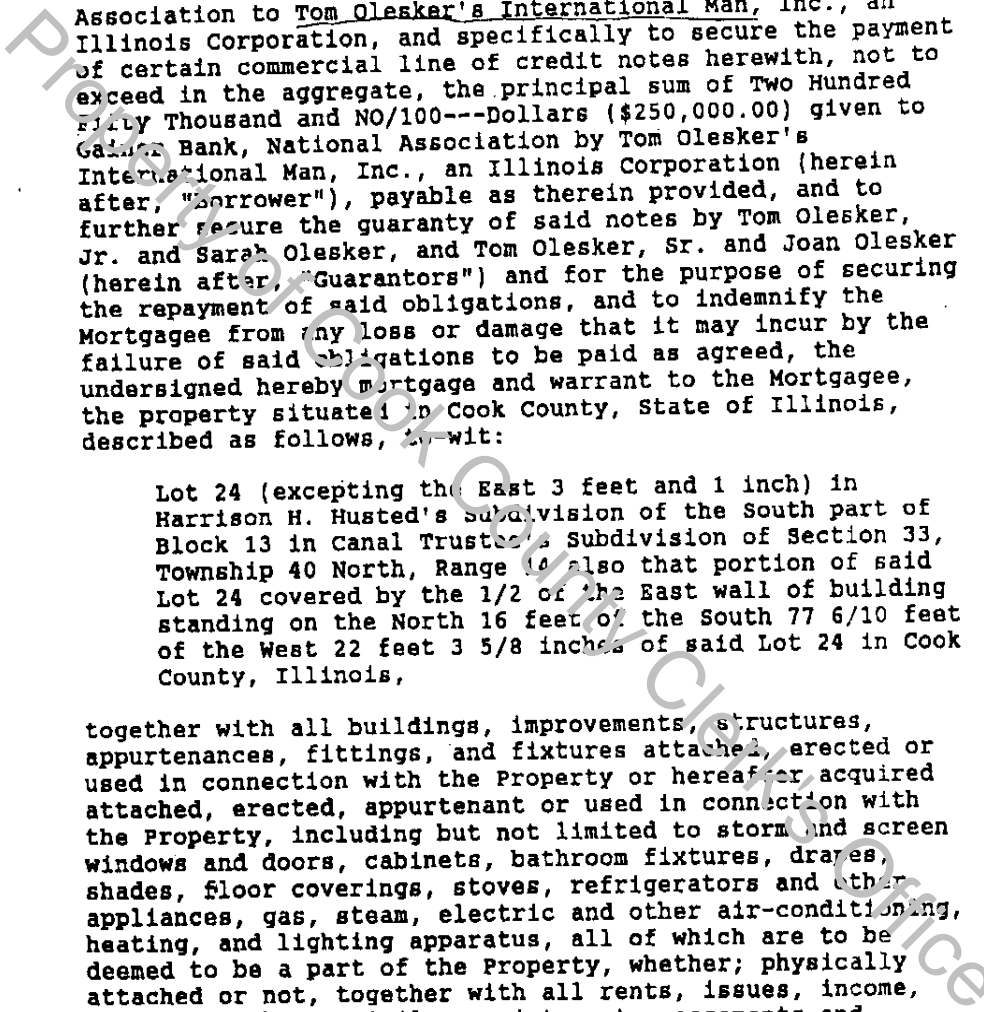 Association to Tom Olesker's International Man, Inc., an
Illinois Corporation, and specifically to secure the payment
of certain commercial line of credit notes herewith, not to
exceed in the aggregate, the principal sum of Two Hundred
Fifty Thousand and NO/100---Dollars ($250,000.00) given to
Gainer Bank, National Association by Tom Olesker's
International Man, Inc., an Illinois Corporation (herein
after, "Borrower"), payable as therein provided, and to
further secure the guaranty of said notes by Tom Olesker,
Jr. and Sarah Olesker, and Tom Olesker, Sr. and Joan Olesker
(herein after, "Guarantors") and for the purpose of securing
the repayment of said obligations, and to indemnify the
Mortgagee from any loss or damage that it may incur by the
failure of said obligations to be paid as agreed, the
undersigned hereby mortgage and warrant to the Mortgagee,
the property situated in Cook County, State of Illinois,
described as follows, to-wit:
Lot 24 (excepting the East 3 feet and 1 inch) in
Harrison H. Husted's Subdivision of the South part of
Block 13 in Canal Trustee's Subdivision of Section 33,
Township 40 North, Range 14 also that portion of said
Lot 24 covered by the 1/2 of the East wall of building
standing on the North 16 feet of the South 77 6/10 feet
of the West 22 feet 3 5/8 inches of said Lot 24 in Cook
County, Illinois,
together with all buildings, improvements, structures,
appurtenances, fittings, and fixtures attached, erected or
used in connection with the Property or hereafter acquired
attached, erected, appurtenant or used in connection with
the Property, including but not limited to storm and screen
windows and doors, cabinets, bathroom fixtures, drapes,
shades, floor coverings, stoves, refrigerators and other
appliances, gas, steam, electric and other air-conditioning,
heating, and lighting apparatus, all of which are to be
deemed to be a part of the Property, whether; physically
attached or not, together with all rents, issues, income,
Property of Cook County Clerk's Office